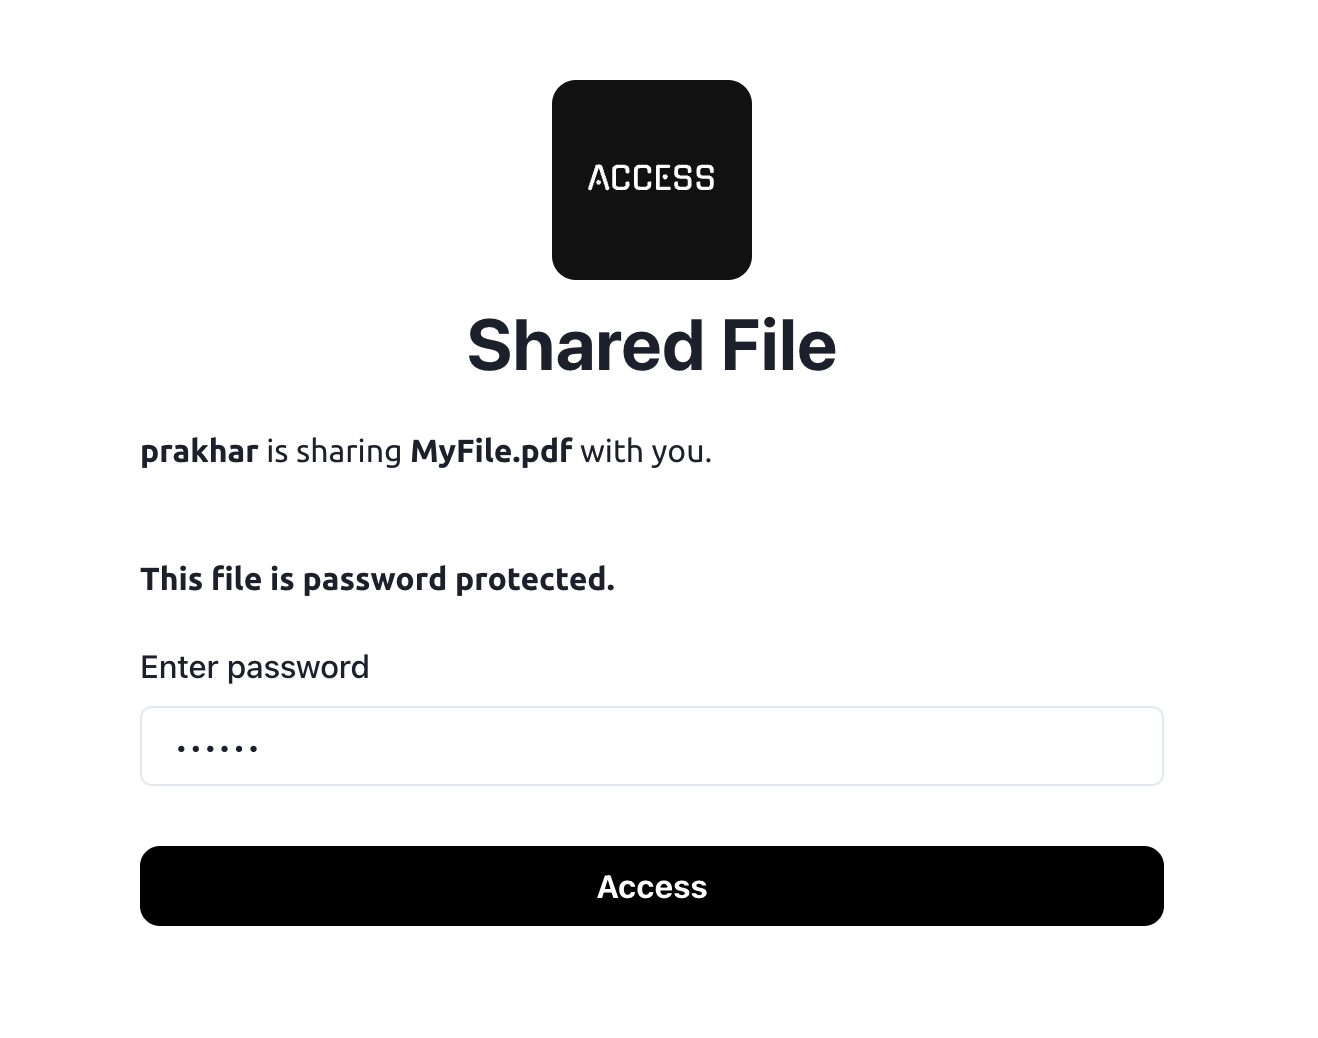 ACCESS
Shared File
prakhar is sharing MyFile.pdf with you.
This file is password protected.
Enter password
••••••
Access